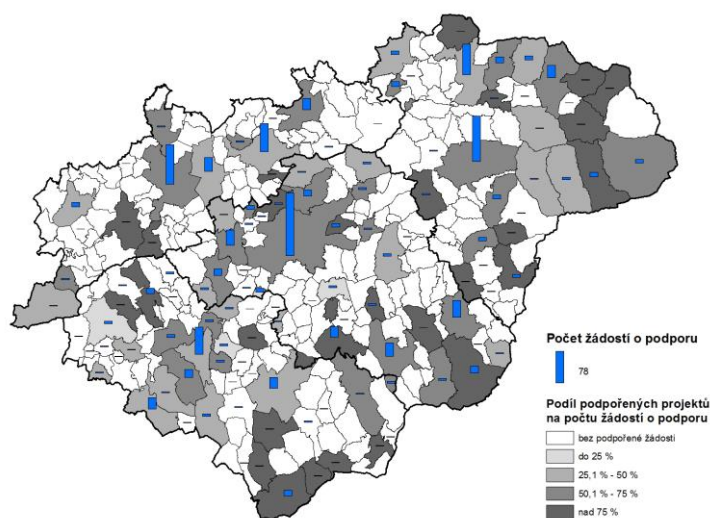 Počet žádostí o podporu
78
Podíl podpořených projektů
na počtu žádostí o podporu
bez podpořené žádosti
do 25 %
25,1 % - 50 %
50,1 % - 75 %
nad 75 %